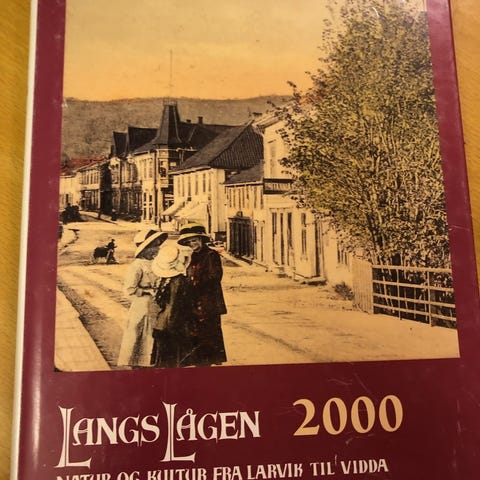 LANGS LÅGEN 2000
NATUR OG KULTUR FRA LARVIK TIL VIDDA